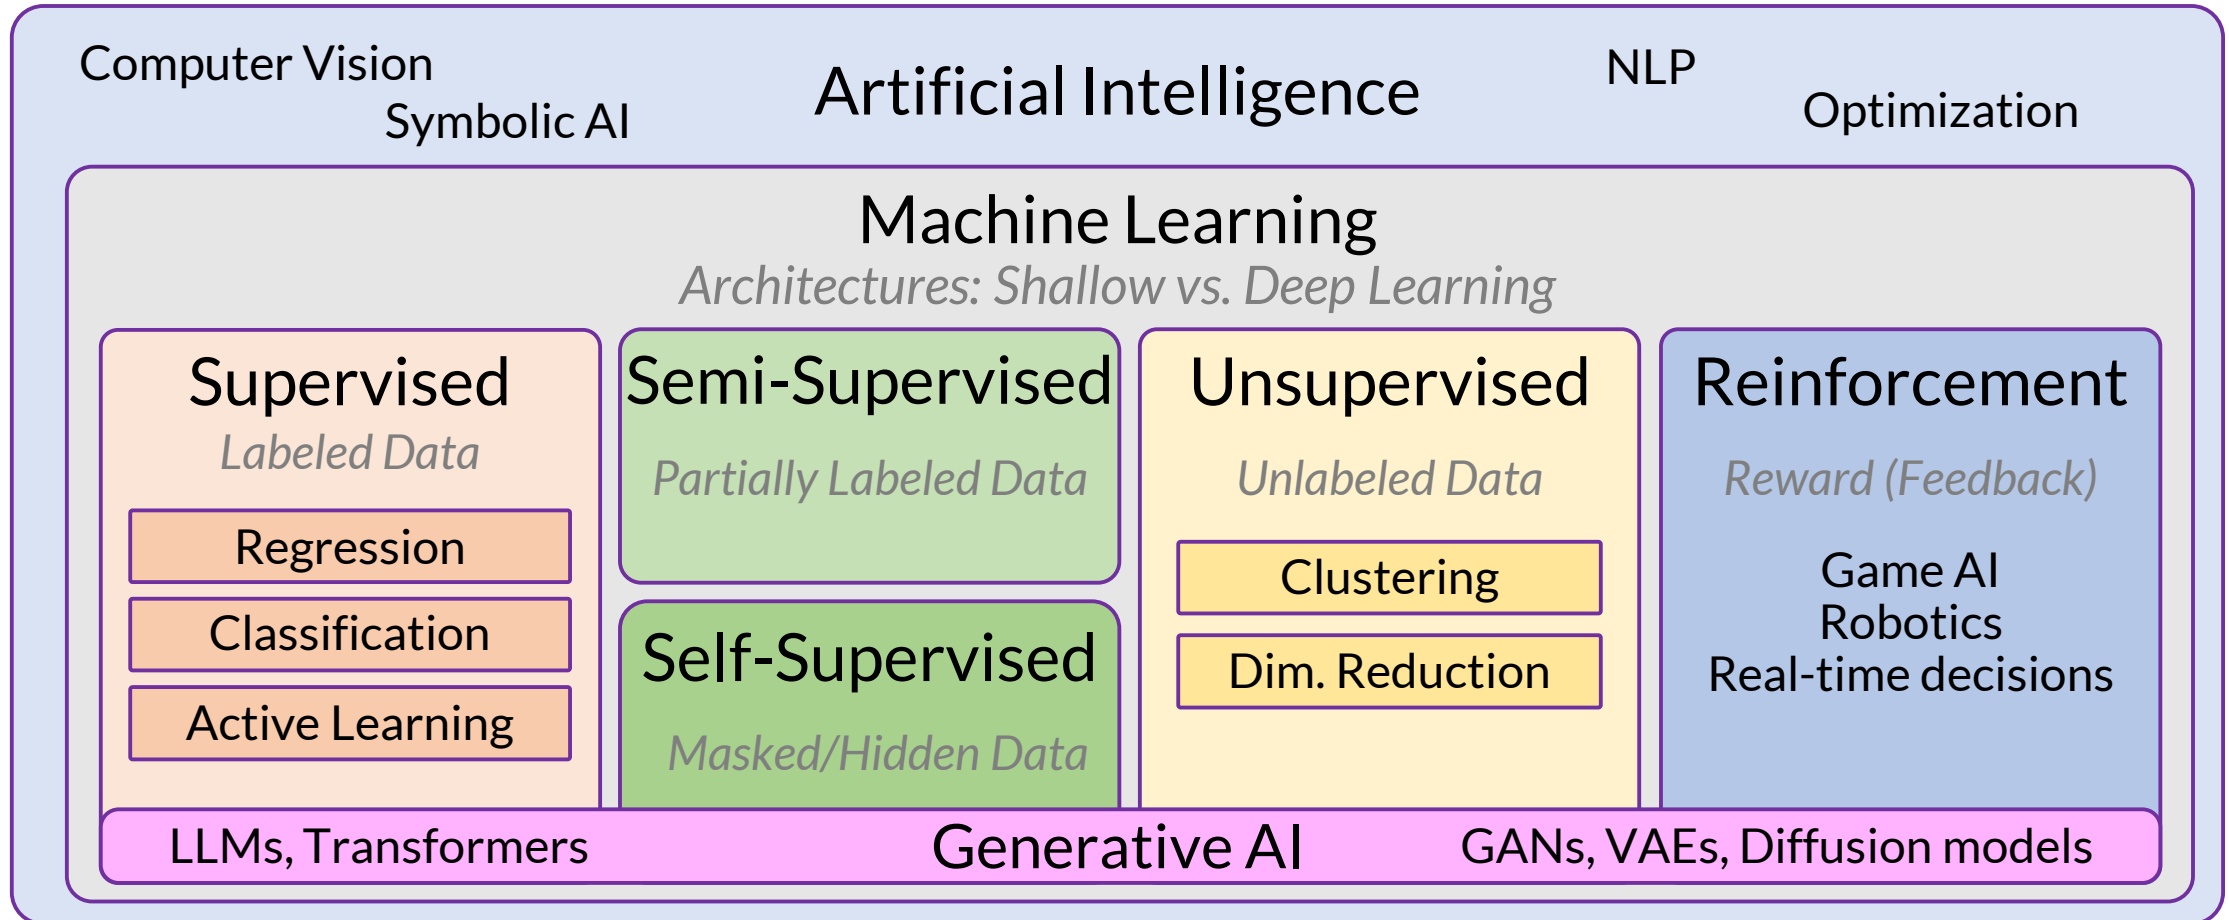 Computer Vision
Symbolic AI
Artificial Intelligence
NLP
Optimization
Machine Learning
Architectures: Shallow vs. Deep Learning
Supervised
Labeled Data
Regression
Classification
Active Learning
Semi-Supervised
Partially Labeled Data
Self-Supervised
Masked/Hidden Data
Unsupervised
Unlabeled Data
Clustering
Dim. Reduction
Reinforcement
Reward (Feedback)
Game AI
Robotics
Real-time decisions
LLMs, Transformers
Generative AI
GANs, VAEs, Diffusion models